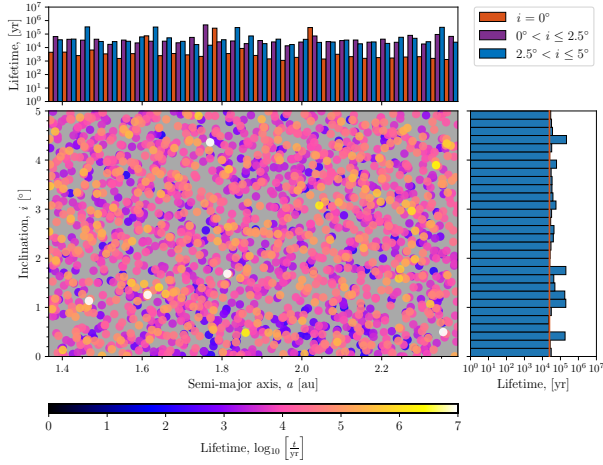 10^7
10^6
10^5
10^4
10^3
10^2
10^1
10^0
Lifetime, [yr]
i = 0°
0° < i ≤ 2.5°
2.5° < i ≤ 5°
5
4
3
2
1
0
Inclination, i [°]
1.4 1.6 1.8 2.0 2.2
Semi-major axis, a [au]
10^0 10^1 10^2 10^3 10^4 10^5 10^6 10^7
Lifetime, [yr]
0 1 2 3 4 5 6 7
Lifetime, log10 [t/yr]